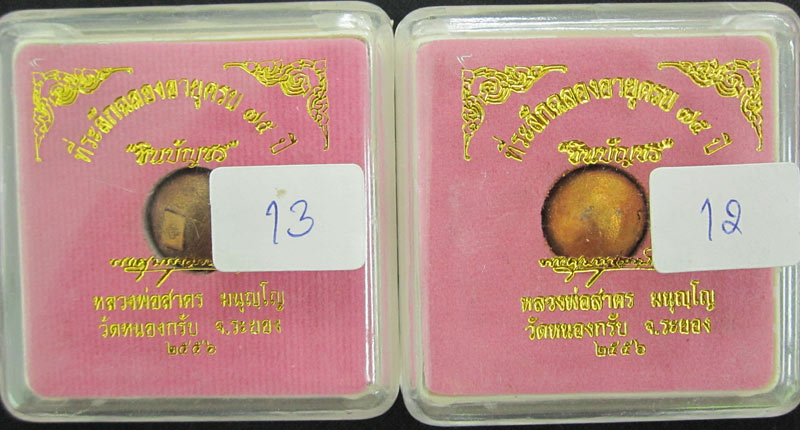 ที่ระลึกฉลองอายุครบ ๗๕ ปี
"ชินบัญชร"
13
หลวงพ่อสาคร มนุญโญ
วัดหนองกรับ จ.ระยอง
๒๕๕๖
ที่ระลึกฉลองอายุครบ ๗๕ ปี
"ชินบัญชร"
12
หลวงพ่อสาคร มนุญโญ
วัดหนองกรับ จ.ระยอง
๒๕๕๖